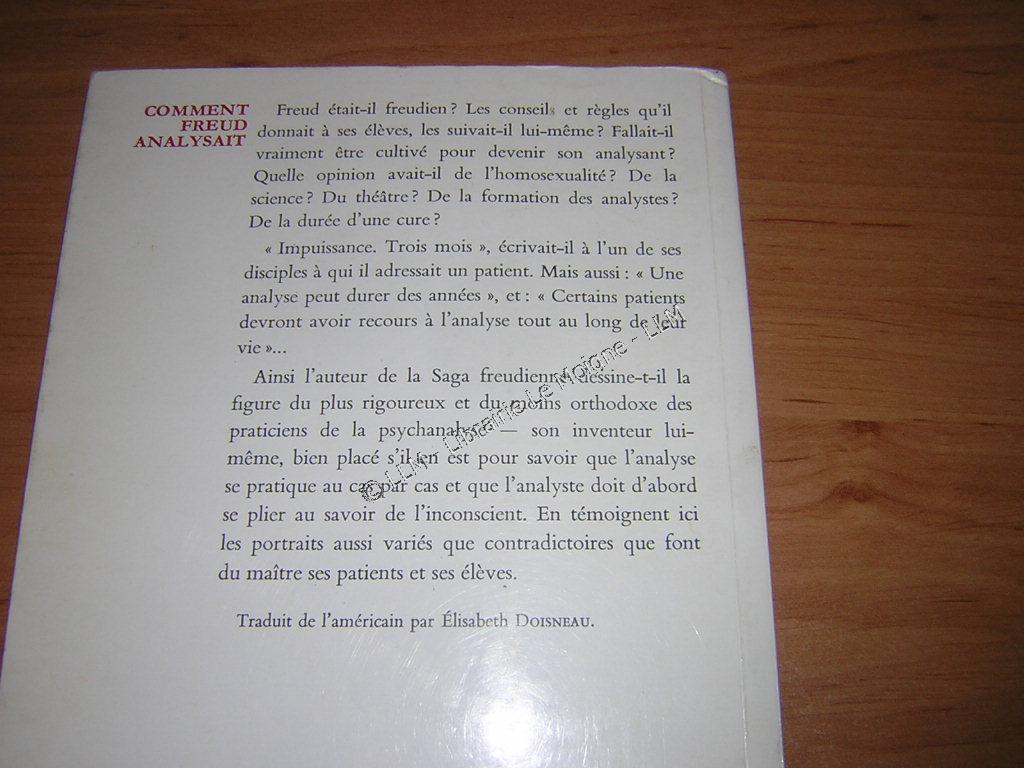 COMMENT
FREUD
ANALYSAIT
Freud était-il freudien ? Les conseils et règles qu'il
donnait à ses élèves, les suivait-il lui-même ? Fallait-il
vraiment être cultivé pour devenir son analysant ?
Quelle opinion avait-il de l'homosexualité ? De la
science ? Du théâtre ? De la formation des analystes ?
De la durée d'une cure ?
« Impuissance. Trois mois », écrivait-il à l'un de ses
disciples à qui il adressait un patient. Mais aussi : « Une
analyse peut durer des années », et : « Certains patients
devront avoir recours à l'analyse tout au long de leur
vie »...
Ainsi l'auteur de la Saga freudienne dessine-t-il la
figure du plus rigoureux et du moins orthodoxe des
praticiens de la psychanalyse — son inventeur lui-
même, bien placé s'il en est pour savoir que l'analyse
se pratique au cas par cas et que l'analyste doit d'abord
se plier au savoir de l'inconscient. En témoignent ici
les portraits aussi variés que contradictoires que font
du maître ses patients et ses élèves.
Traduit de l'américain par Élisabeth DOISNEAU.
© LLM - Librairie Le Moigne - LLM